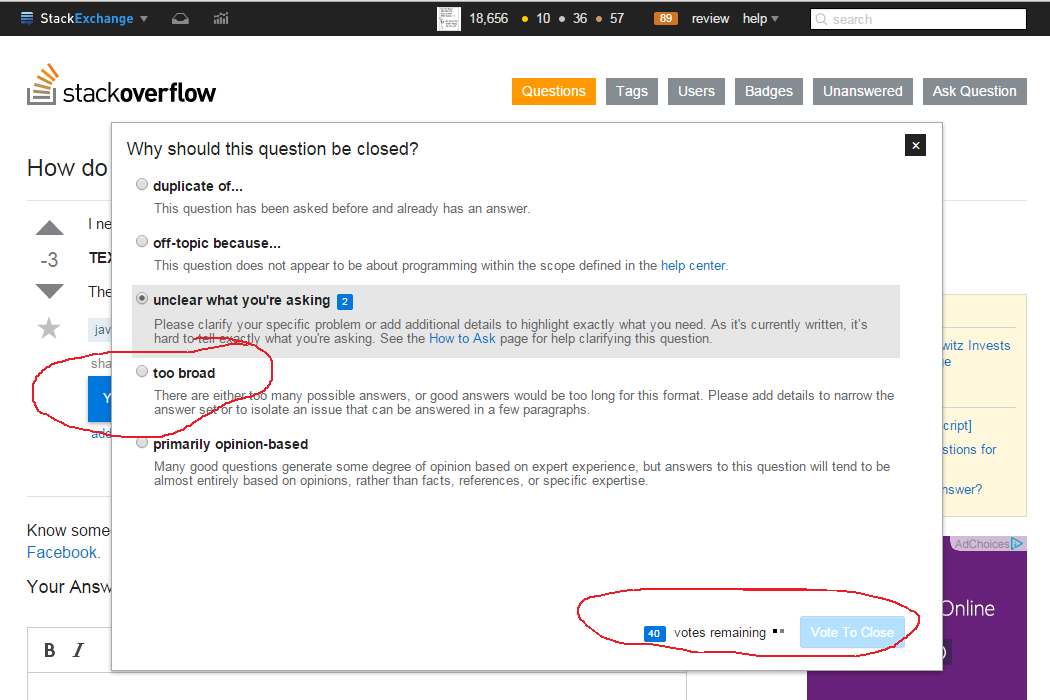 StackExchange
18,656 10 36 57 89 review help
search
stackoverflow
Questions Tags Users Badges Unanswered Ask Question
Why should this question be closed?
How do
duplicate of...
This question has been asked before and already has an answer.
I ne
off-topic because...
-3
TEX
This question does not appear to be about programming within the scope defined in the help center.
The
unclear what you're asking 2
Please clarify your specific problem or add additional details to highlight exactly what you need. As it's currently written, it's
hard to tell exactly what you're asking. See the How to Ask page for help clarifying this question.
jav
sha
too broad
There are either too many possible answers, or good answers would be too long for this format. Please add details to narrow the
answer set or to isolate an issue that can be answered in a few paragraphs.
Y
add
primarily opinion-based
Many good questions generate some degree of opinion based on expert experience, but answers to this question will tend to be
almost entirely based on opinions, rather than facts, references, or specific expertise.
witz Invests
e
cript]
stions for
nswer?
Know some
Facebook.
Your Answ
AdChoices
Online
40 votes remaining Vote To Close
B I